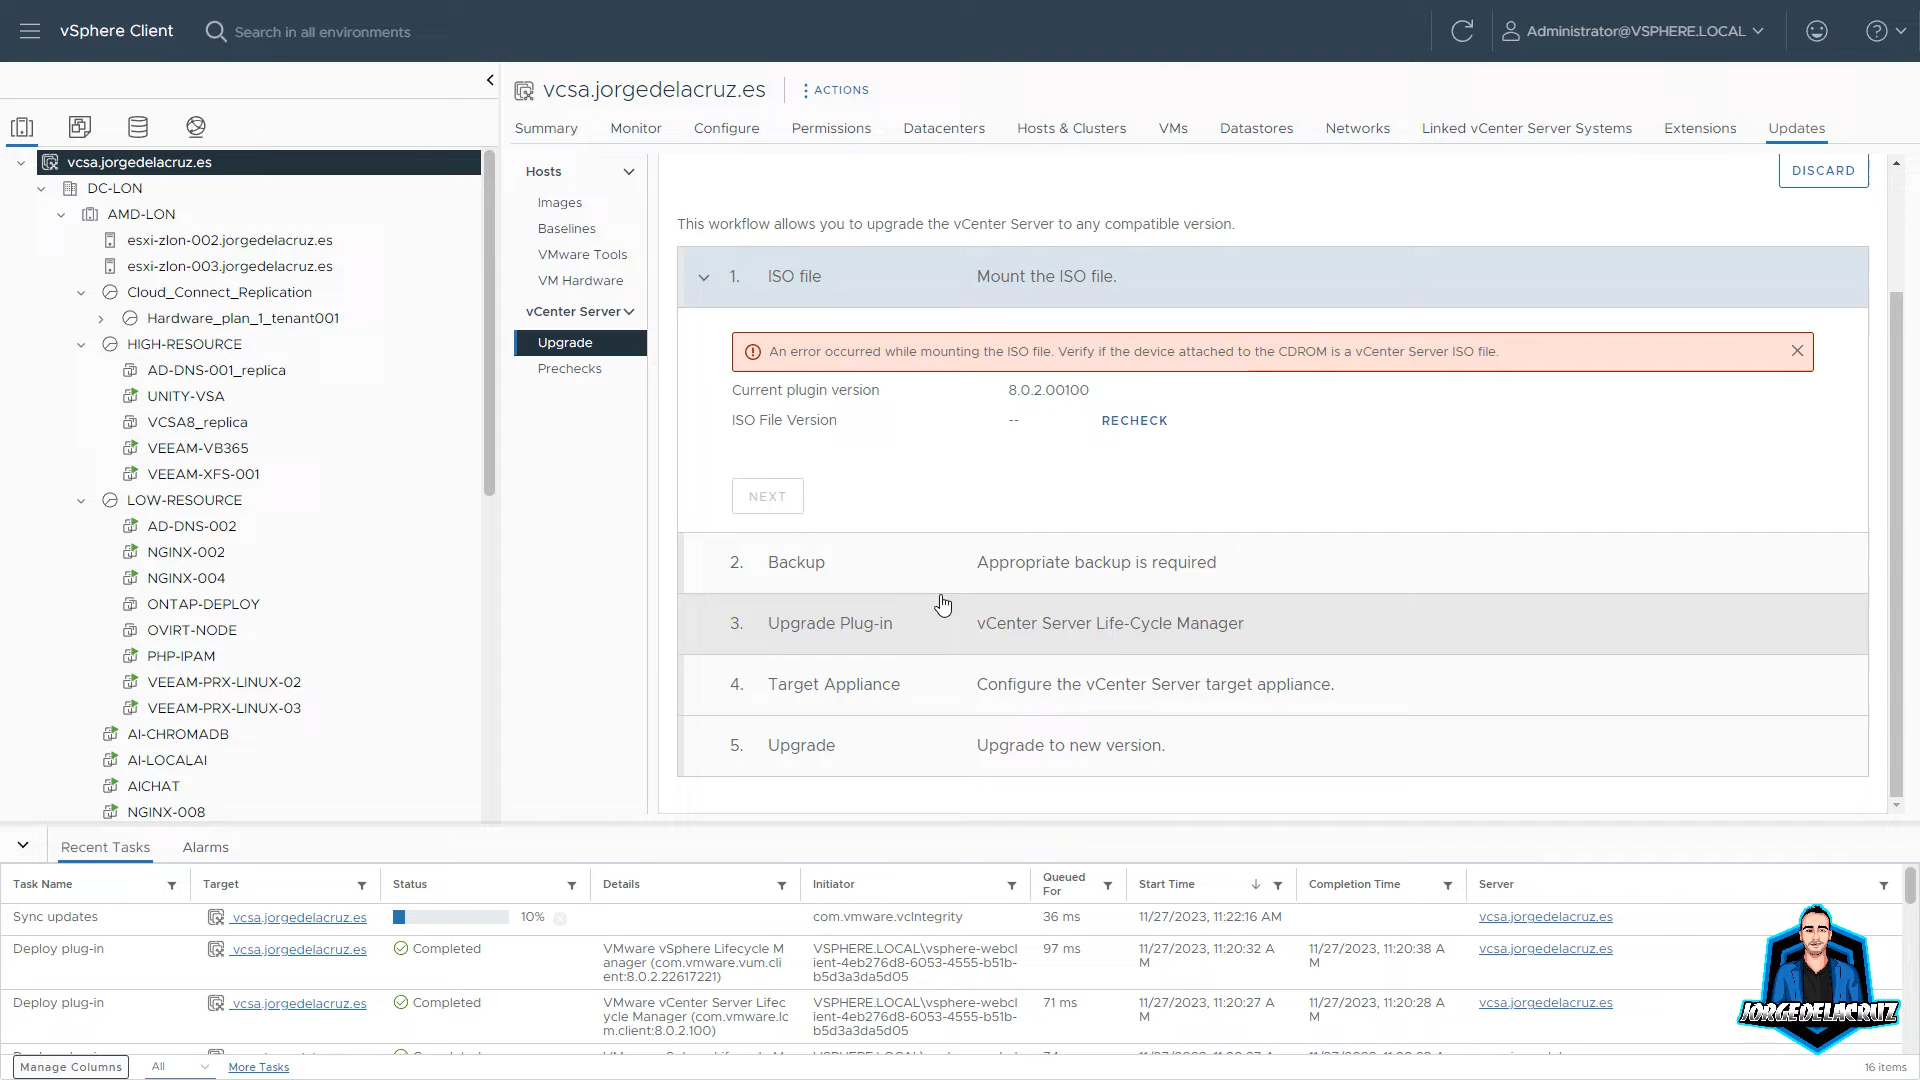 vSphere Client
Search in all environments
Administrator@VSPHERE.LOCAL
vcsa.jorgedelacruz.es
ACTIONS
Summary Monitor Configure Permissions Datacenters Hosts & Clusters VMs Datastores Networks Linked vCenter Server Systems Extensions Updates
vcsa.jorgedelacruz.es
DC-LON
AMD-LON
esxi-zlon-002.jorgedelacruz.es
esxi-zlon-003.jorgedelacruz.es
Cloud_Connect_Replication
Hardware_plan_1_tenant001
HIGH-RESOURCE
AD-DNS-001_replica
UNITY-VSA
VCSA8_replica
VEEAM-VB365
VEEAM-XFS-001
LOW-RESOURCE
AD-DNS-002
NGINX-002
NGINX-004
ONTAP-DEPLOY
OVIRT-NODE
PHP-IPAM
VEEAM-PRX-LINUX-02
VEEAM-PRX-LINUX-03
AI-CHROMADB
AI-LOCALAI
AICHAT
NGINX-008
Hosts
Images
Baselines
VMware Tools
VM Hardware
vCenter Server
Upgrade
Prechecks
DISCARD
This workflow allows you to upgrade the vCenter Server to any compatible version.
1. ISO file Mount the ISO file.
An error occurred while mounting the ISO file. Verify if the device attached to the CDROM is a vCenter Server ISO file.
Current plugin version 8.0.2.00100
ISO File Version -- RECHECK
NEXT
2. Backup Appropriate backup is required
3. Upgrade Plug-in vCenter Server Life-Cycle Manager
4. Target Appliance Configure the vCenter Server target appliance.
5. Upgrade Upgrade to new version.
Recent Tasks Alarms
Task Name Target Status Details Initiator Queued For Start Time Completion Time Server
Sync updates vcsa.jorgedelacruz.es 10% com.vmware.vcIntegrity 36 ms 11/27/2023, 11:22:16 AM vcsa.jorgedelacruz.es
Deploy plug-in vcsa.jorgedelacruz.es Completed VMware vSphere Lifecycle M VSPHERE.LOCAL\vsphere-webcl 97 ms 11/27/2023, 11:20:32 A 11/27/2023, 11:20:38 A vcsa.jorgedelacruz.es
anager (com.vmware.vum.cli ient-4eb276d8-6053-4555-b51b- M M
ent:8.0.2.22617221) b5d3a3da5d05
Deploy plug-in vcsa.jorgedelacruz.es Completed VMware vCenter Server Lifec VSPHERE.LOCAL\vsphere-webcl 71 ms 11/27/2023, 11:20:27 A 11/27/2023, 11:20:28 A vcsa.jorgedelacruz.es
ycle Manager (com.vmware.lc ient-4eb276d8-6053-4555-b51b- M M
m.client:8.0.2.100) b5d3a3da5d05
JORGEDELACRUZ
Manage Columns All More Tasks 16 items